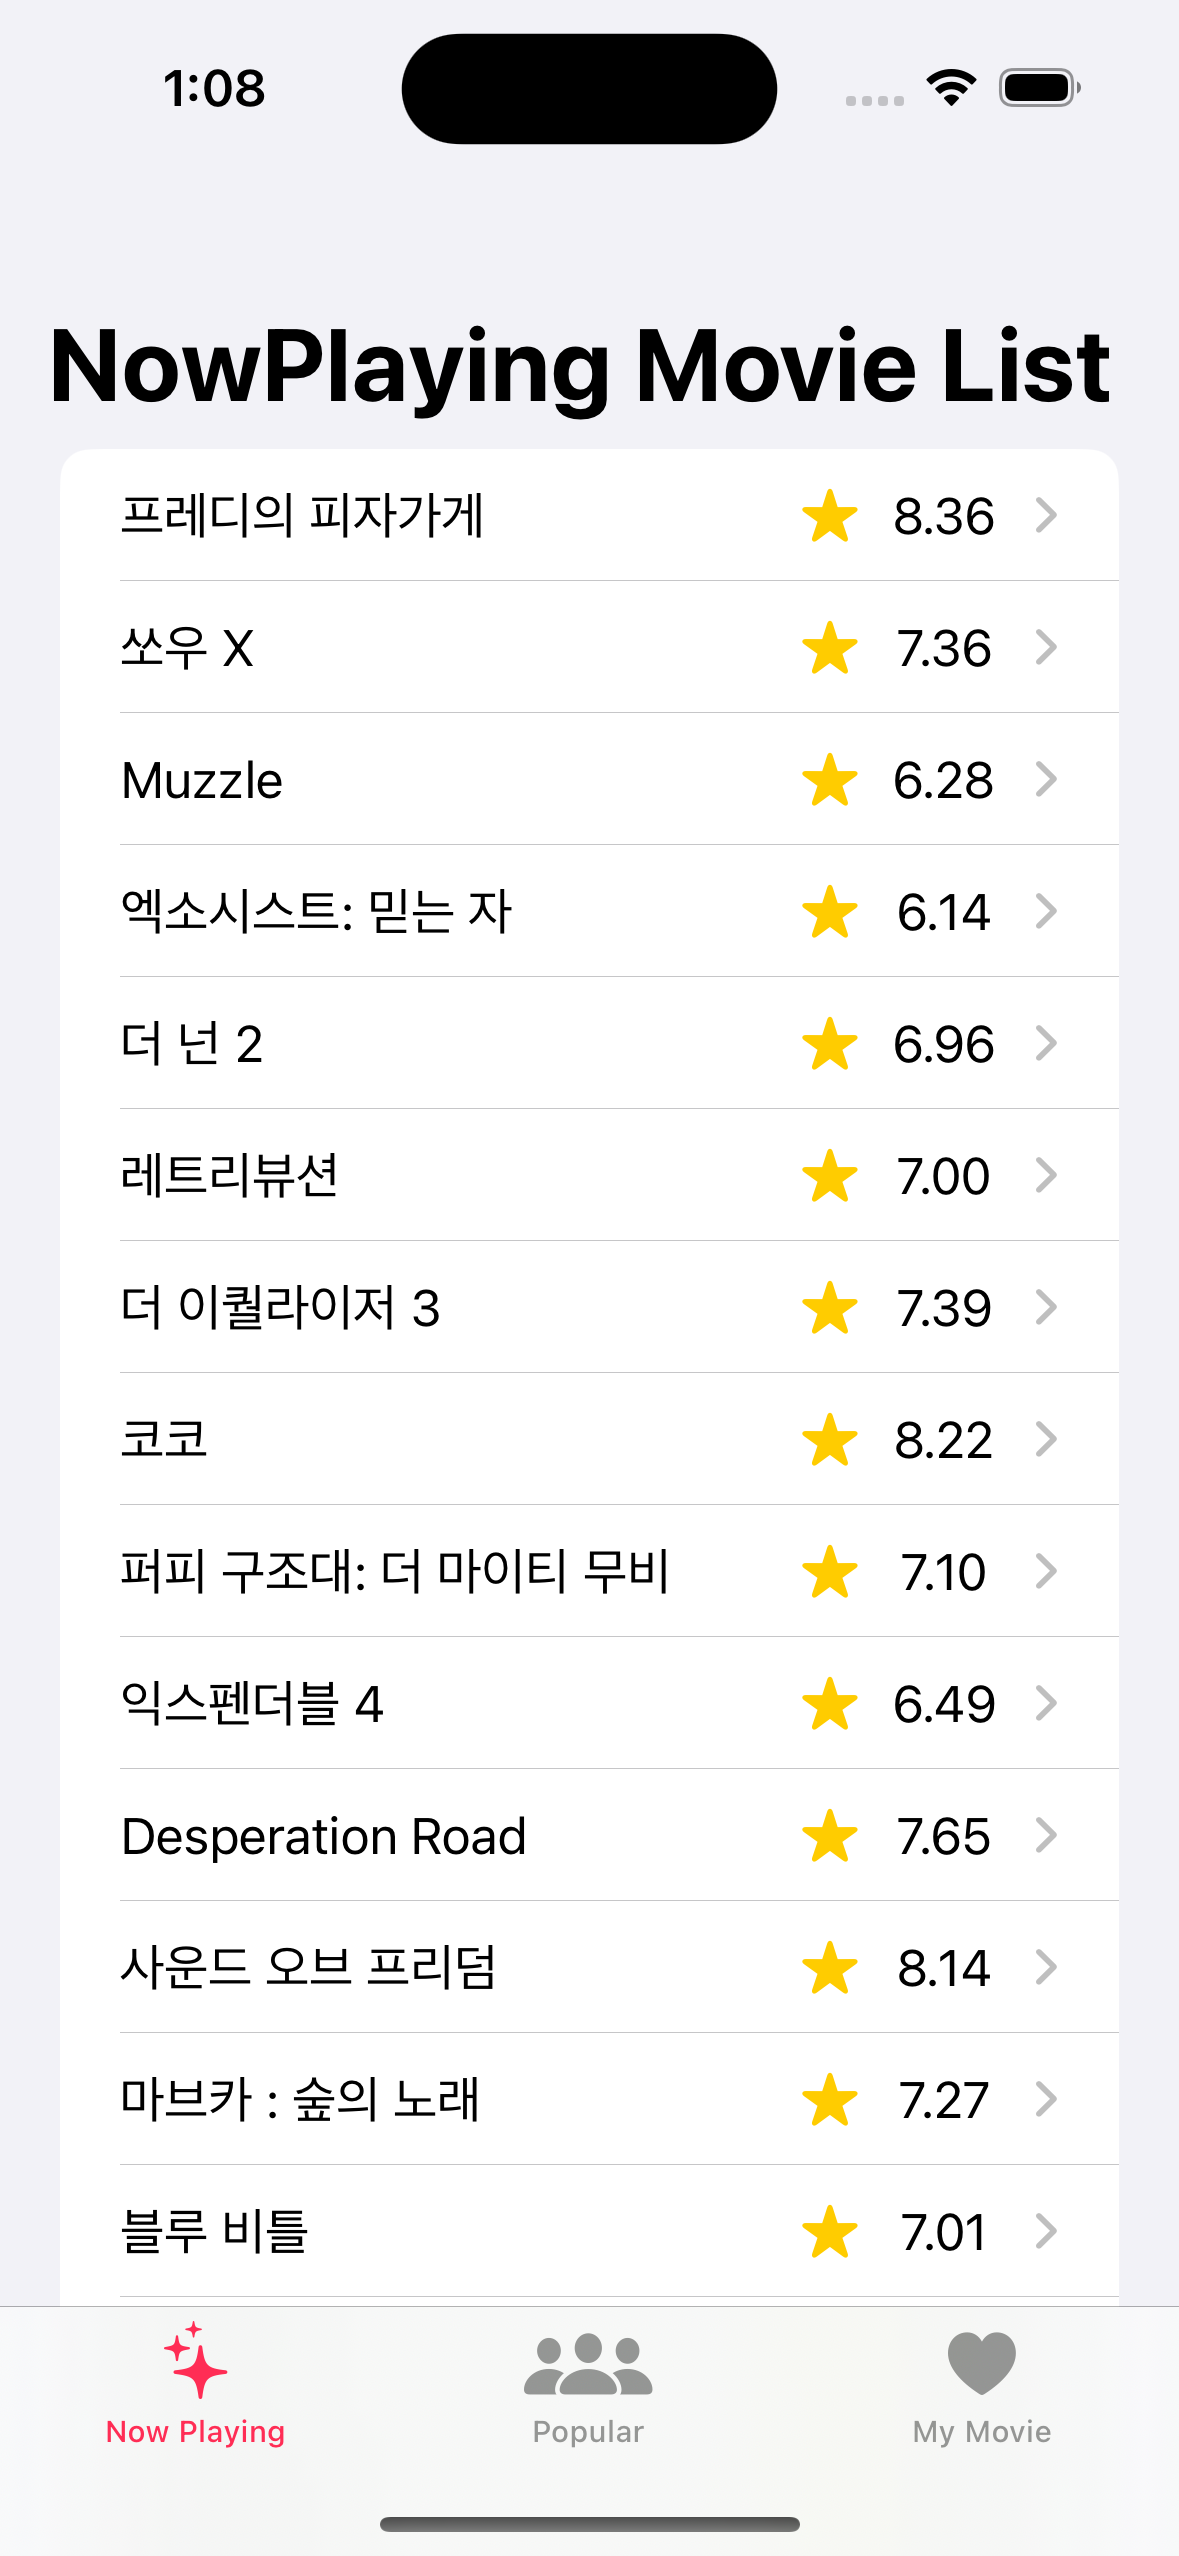 1:08
NowPlaying Movie List
프레디의 피자가게 8.36
쏘우 X 7.36
Muzzle 6.28
엑소시스트: 믿는 자 6.14
더 넌 2 6.96
레트리뷰션 7.00
더 이퀄라이저 3 7.39
코코 8.22
퍼피 구조대: 더 마이티 무비 7.10
익스펜더블 4 6.49
Desperation Road 7.65
사운드 오브 프리덤 8.14
마브카 : 숲의 노래 7.27
블루 비틀 7.01
Now Playing Popular My Movie